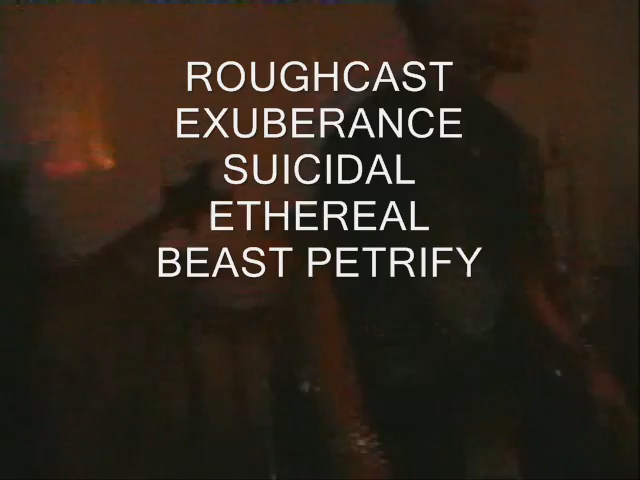 ROUGHCAST
EXUBERANCE
SUICIDAL
ETHEREAL
BEAST PETRIFY